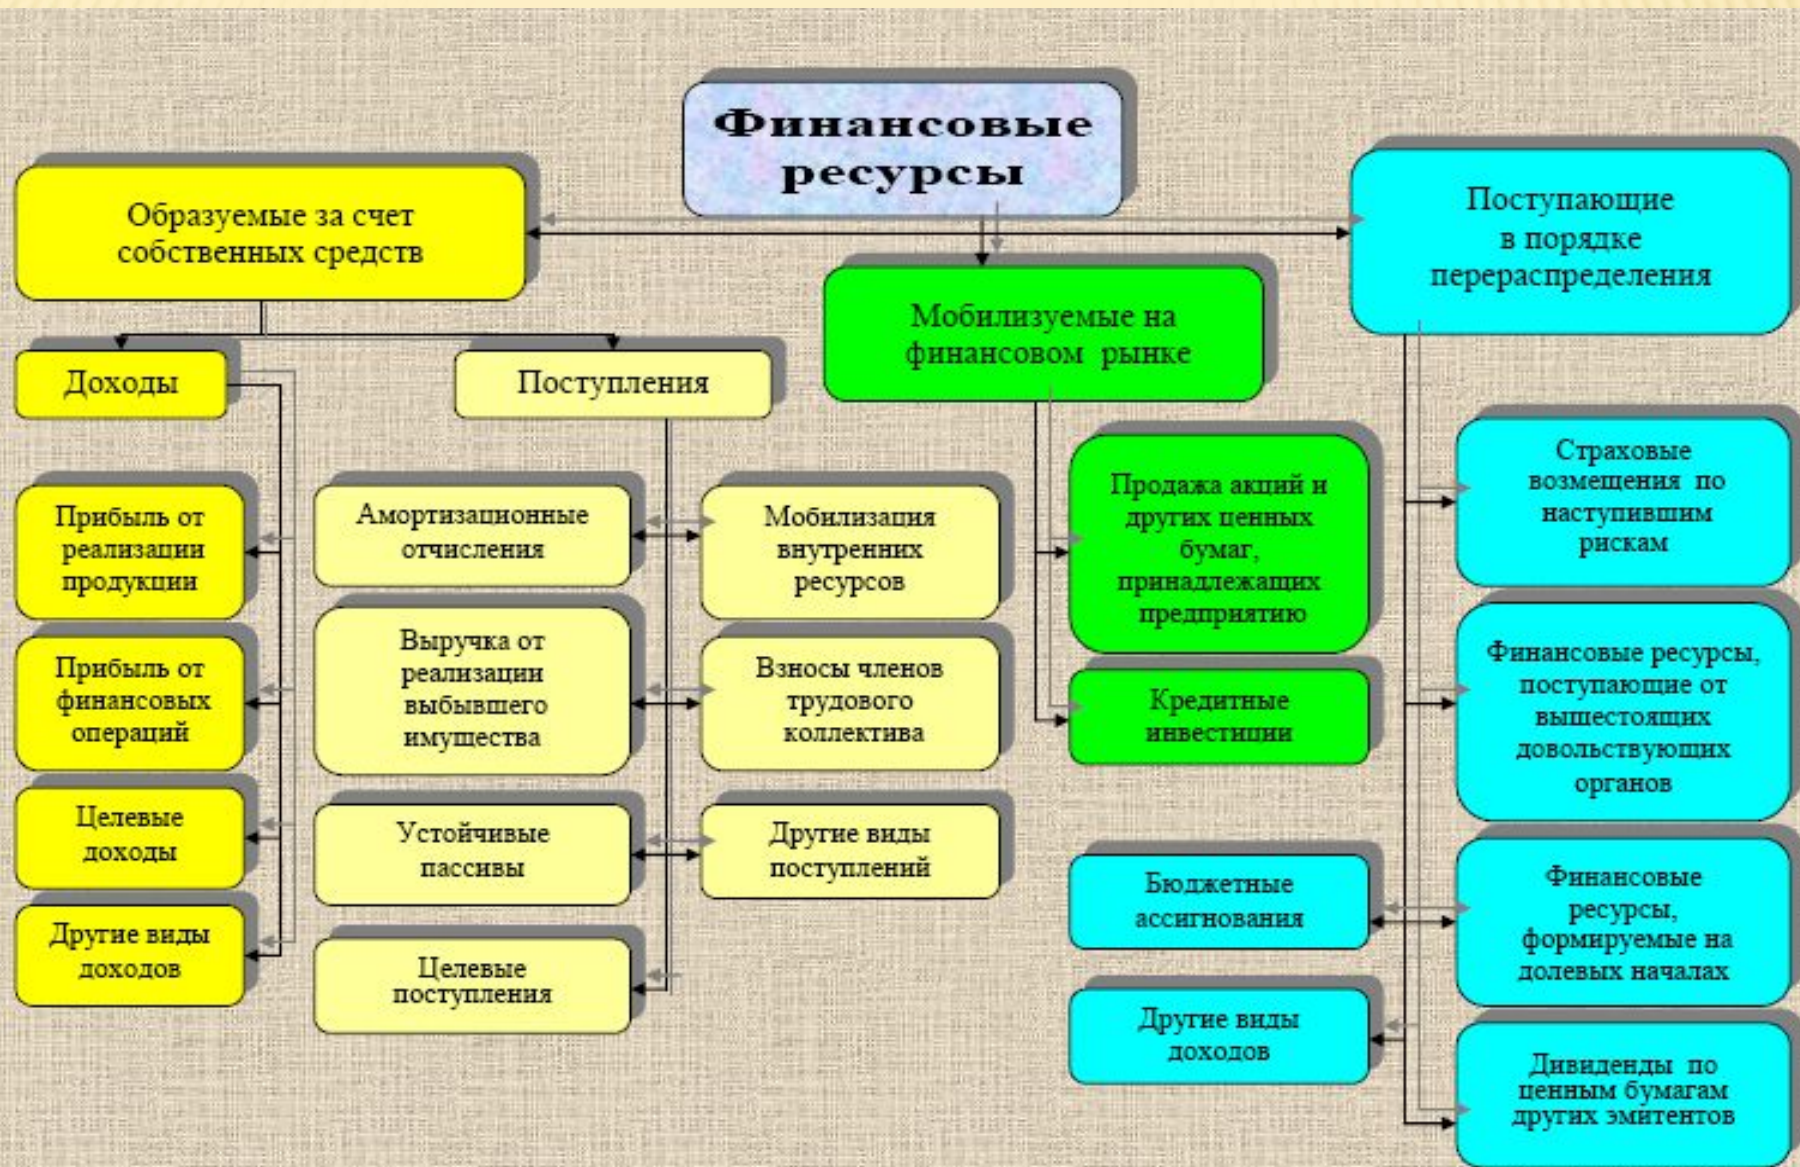 Финансовые
ресурсы
Образуемые за счет
собственных средств
Поступающие
в порядке
перераспределения
Мобилизуемые на
финансовом рынке
Доходы
Поступления
Прибыль от
реализации
продукции
Прибыль от
финансовых
операций
Целевые
доходы
Другие виды
доходов
Амортизационные
отчисления
Выручка от
реализации
выбывшего
имущества
Устойчивые
пассивы
Целевые
поступления
Мобилизация
внутренних
ресурсов
Взносы членов
трудового
коллектива
Другие виды
поступлений
Продажа акций и
других ценных
бумаг,
принадлежащих
предприятию
Кредитные
инвестиции
Страховые
возмещения по
наступившим
рискам
Финансовые ресурсы,
поступающие от
вышестоящих
довольствующих
органов
Бюджетные
ассигнования
Финансовые
ресурсы,
формируемые на
долевых началах
Другие виды
доходов
Дивиденды по
ценным бумагам
других эмитентов